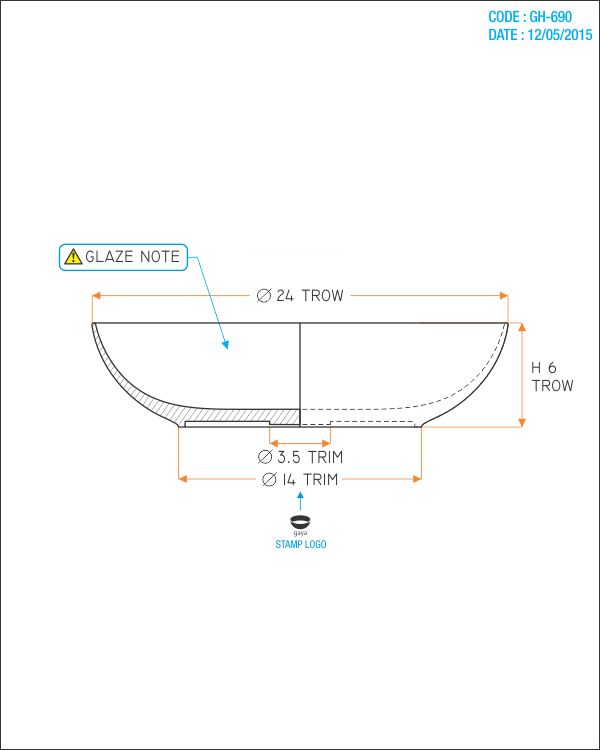 CODE : GH-690
DATE : 12/05/2015
GLAZE NOTE
Ø 24 TROW
H 6
TROW
Ø 3.5 TRIM
Ø 14 TRIM
gaya
STAMP LOGO